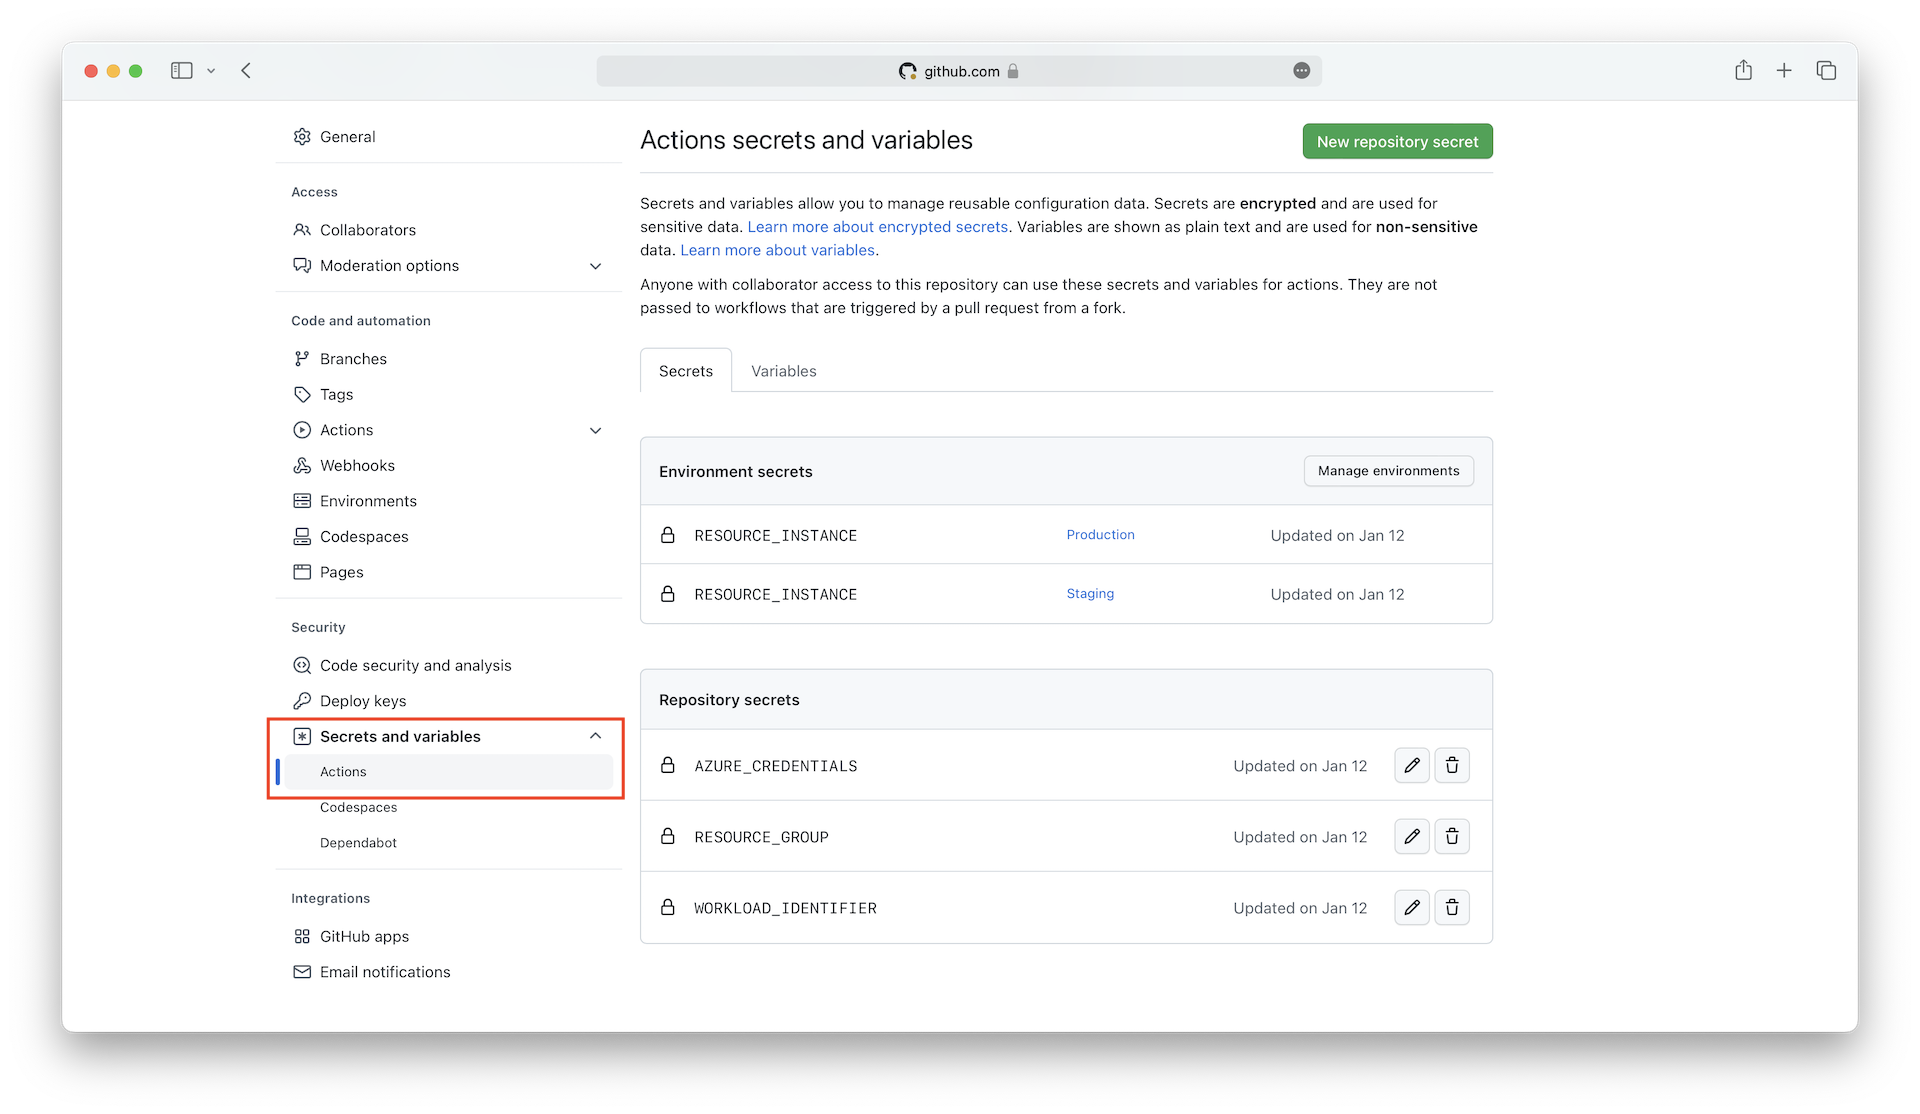 github.com
General
Access
Collaborators
Moderation options
Code and automation
Branches
Tags
Actions
Webhooks
Environments
Codespaces
Pages
Security
Code security and analysis
Deploy keys
Secrets and variables
Actions
Codespaces
Dependabot
Integrations
GitHub apps
Email notifications
Actions secrets and variables
New repository secret
Secrets and variables allow you to manage reusable configuration data. Secrets are encrypted and are used for
sensitive data. Learn more about encrypted secrets. Variables are shown as plain text and are used for non-sensitive
data. Learn more about variables.
Anyone with collaborator access to this repository can use these secrets and variables for actions. They are not
passed to workflows that are triggered by a pull request from a fork.
Secrets Variables
Environment secrets Manage environments
RESOURCE_INSTANCE Production Updated on Jan 12
RESOURCE_INSTANCE Staging Updated on Jan 12
Repository secrets
AZURE_CREDENTIALS Updated on Jan 12
RESOURCE_GROUP Updated on Jan 12
WORKLOAD_IDENTIFIER Updated on Jan 12